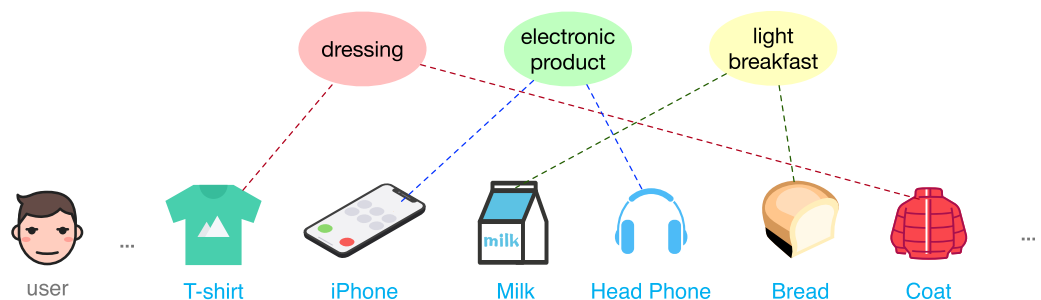 dressing
electronic
product
light
breakfast
milk
...
...
user
T-shirt
iPhone
Milk
Head Phone
Bread
Coat